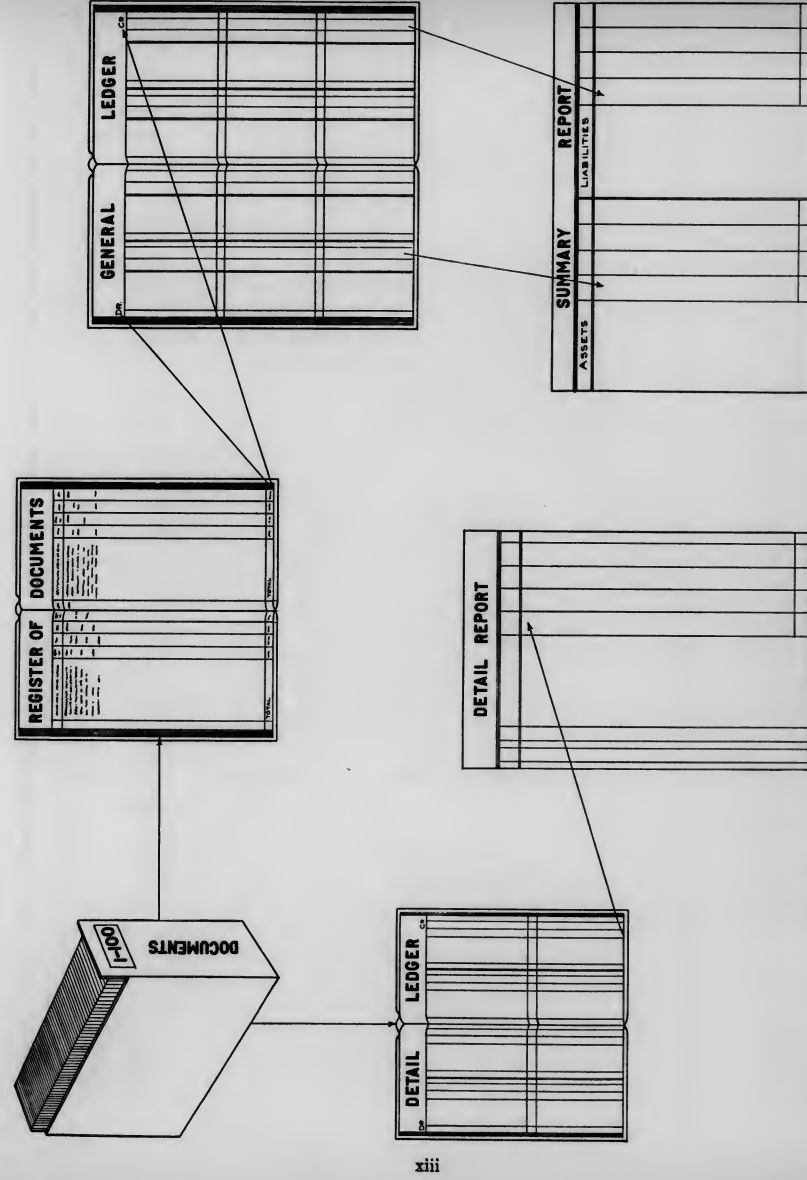 1-100
DOCUMENTS
REGISTER OF DOCUMENTS
TOTAL TOTAL
GENERAL LEDGER
DR. CR
DETAIL LEDGER
DR CR
DETAIL REPORT
SUMMARY REPORT
ASSETS LIABILITIES
xiii